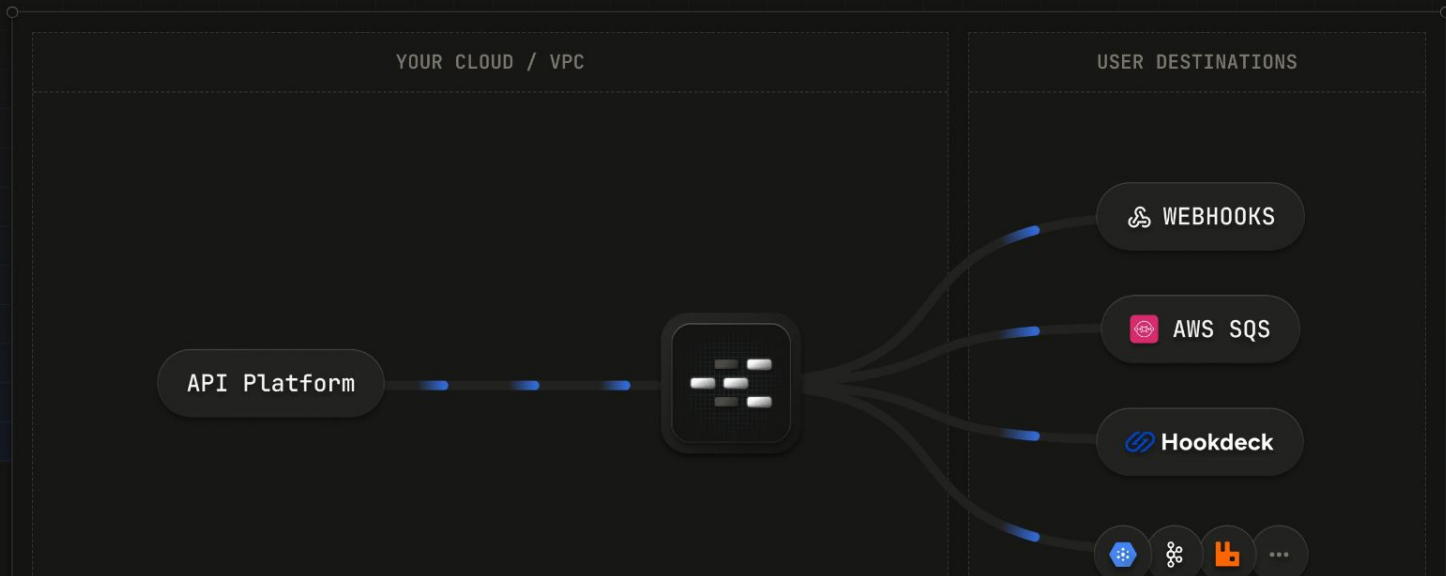 YOUR CLOUD / VPC
USER DESTINATIONS
WEBHOOKS
AWS SQS
API Platform
Hookdeck